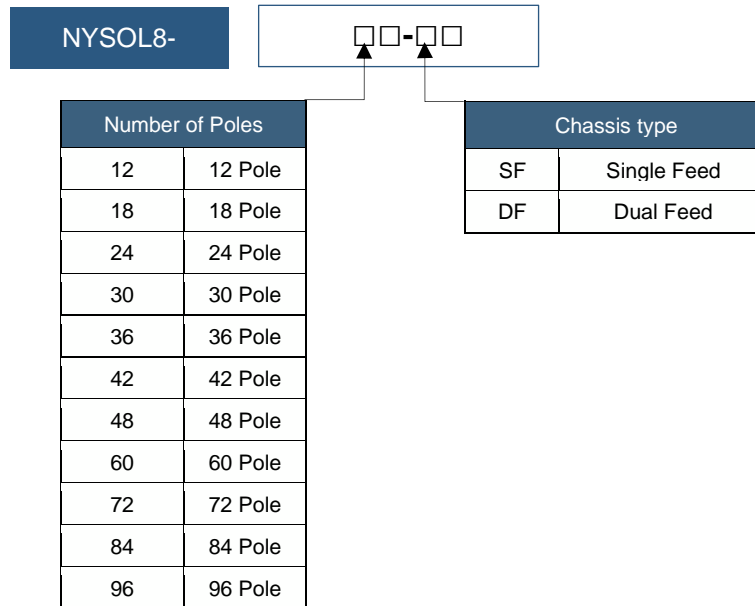 NYSOL8- □□-□□
Number of Poles
12 12 Pole
18 18 Pole
24 24 Pole
30 30 Pole
36 36 Pole
42 42 Pole
48 48 Pole
60 60 Pole
72 72 Pole
84 84 Pole
96 96 Pole
Chassis type
SF Single Feed
DF Dual Feed